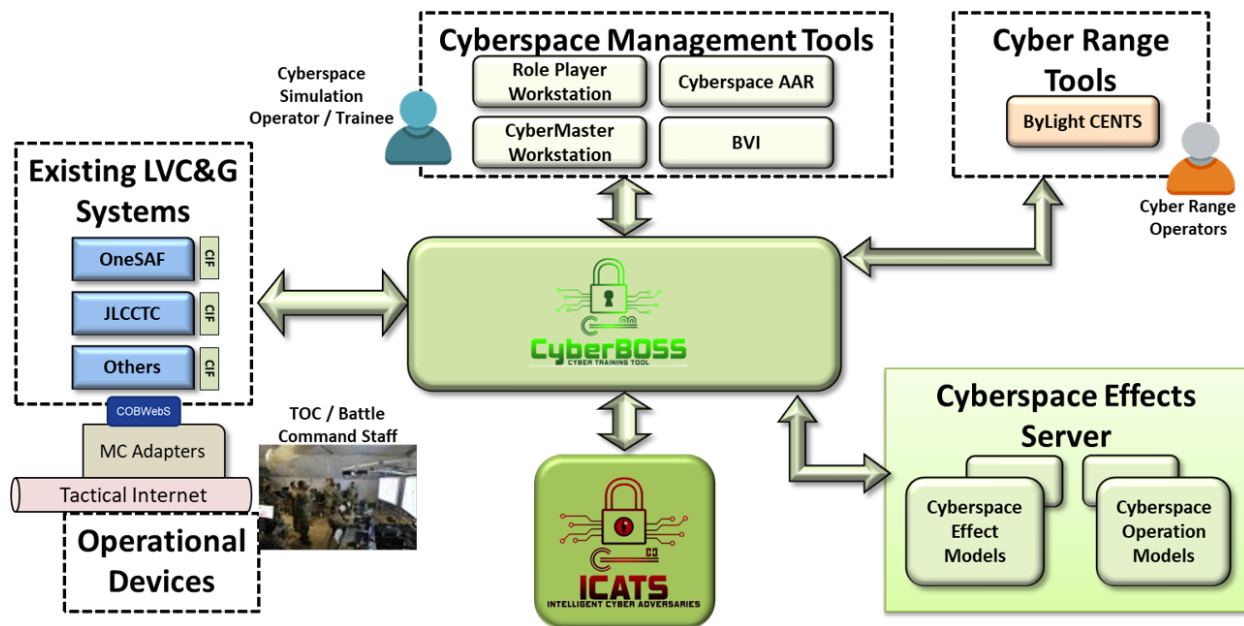 Cyberspace Management Tools
Role Player
Workstation
Cyberspace AAR
CyberMaster
Workstation
BVI
Cyberspace
Simulation
Operator / Trainee
Cyber Range
Tools
ByLight CENTS
Cyber Range
Operators
Existing LVC&G
Systems
OneSAF
CIF
JLCCTC
CIF
Others
CIF
COBWebS
MC Adapters
Tactical Internet
Operational
Devices
TOC / Battle
Command Staff
CyberBOSS
CYBER TRAINING TOOL
ICATS
INTELLIGENT CYBER ADVERSARIES
Cyberspace Effects
Server
Cyberspace
Effect
Models
Cyberspace
Operation
Models